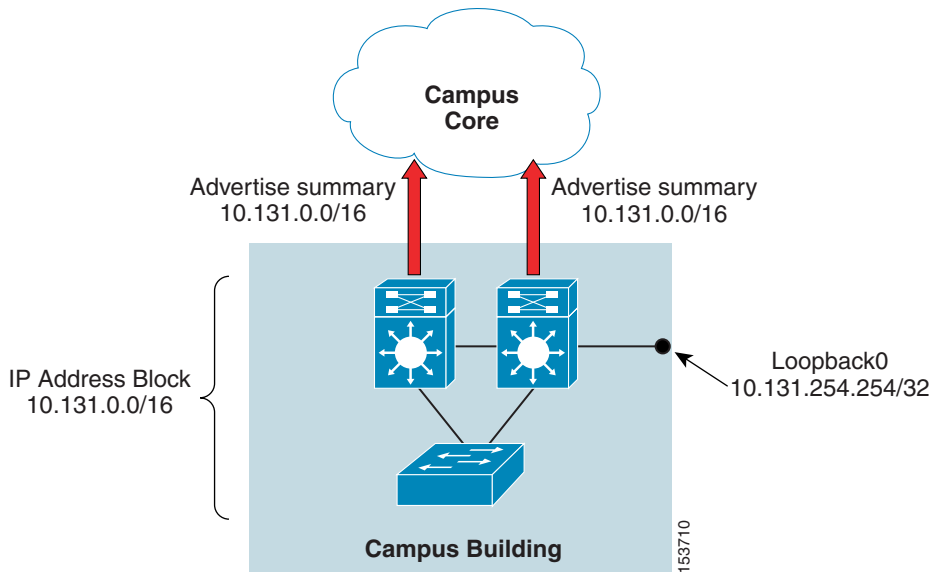 Campus
Core
Advertise summary
10.131.0.0/16
Advertise summary
10.131.0.0/16
IP Address Block
10.131.0.0/16
Loopback0
10.131.254.254/32
Campus Building
153710